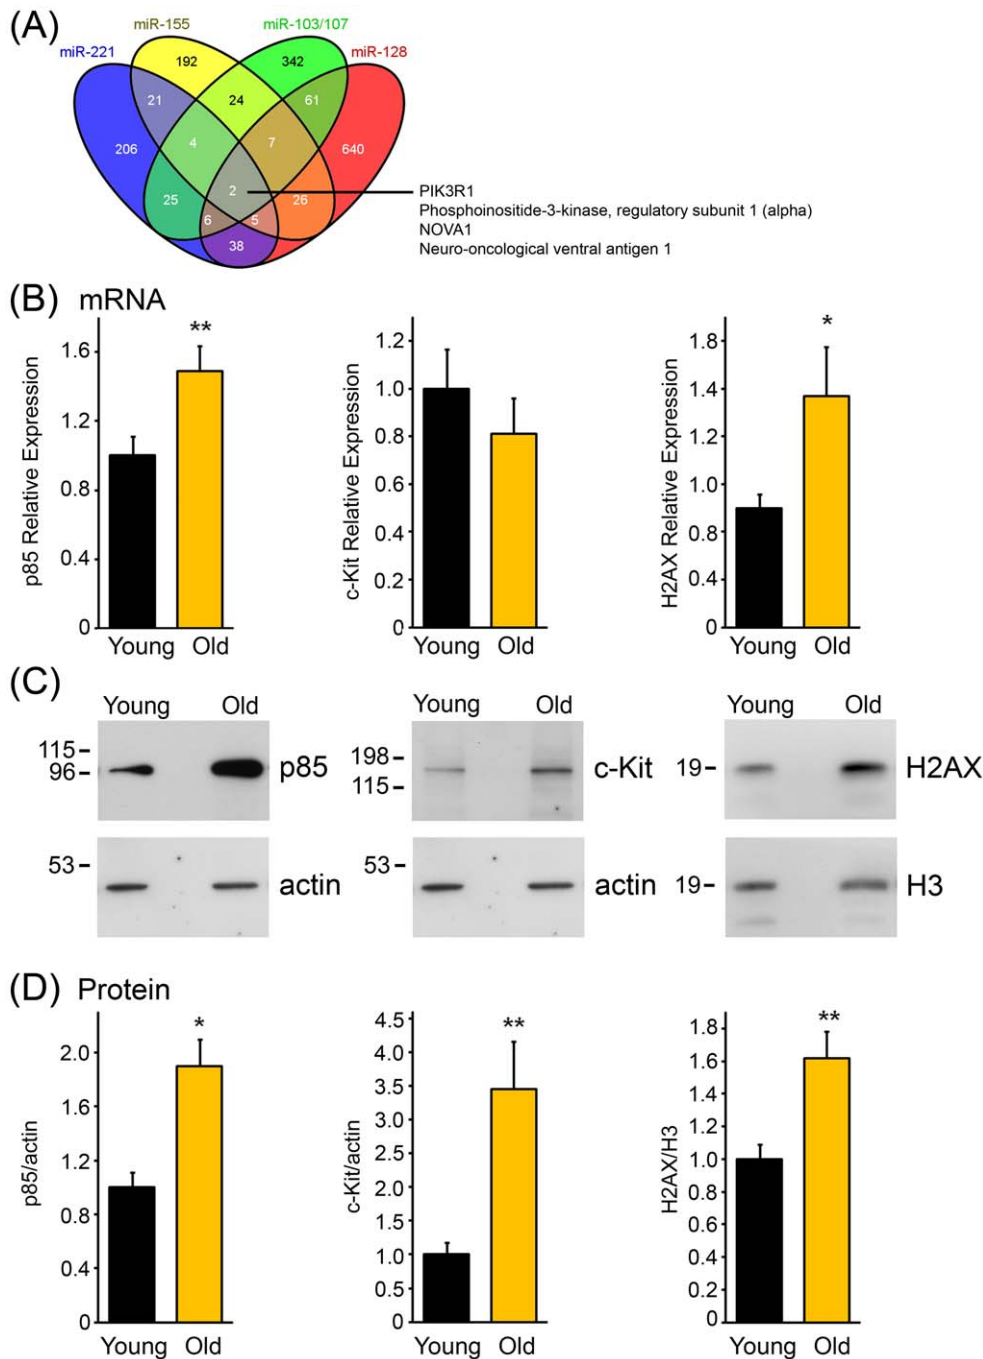 (A)
miR-155
miR-103/107
miR-221
miR-128
192
342
21
24
61
206
4
7
640
25
2
26
6
5
38
PIK3R1
Phosphoinositide-3-kinase, regulatory subunit 1 (alpha)
NOVA1
Neuro-oncological ventral antigen 1
(B) mRNA
p85 Relative Expression
1.6
1.2
0.8
0.4
0
**
Young Old
c-Kit Relative Expression
1.2
1.0
0.8
0.6
0.4
0.2
0
Young Old
H2AX Relative Expression
1.8
1.4
1.0
0.8
0.4
0
*
Young Old
(C)
Young Old
115
96
p85
53
actin
Young Old
198
115
c-Kit
53
actin
Young Old
19
H2AX
19
H3
(D) Protein
p85/actin
2.0
1.6
1.2
0.8
0.4
0
*
Young Old
c-Kit/actin
4.5
4.0
3.5
3.0
2.5
2.0
1.5
1.0
0.5
0
**
Young Old
H2AX/H3
1.8
1.6
1.4
1.2
1.0
0.8
0.6
0.4
0.2
0
**
Young Old